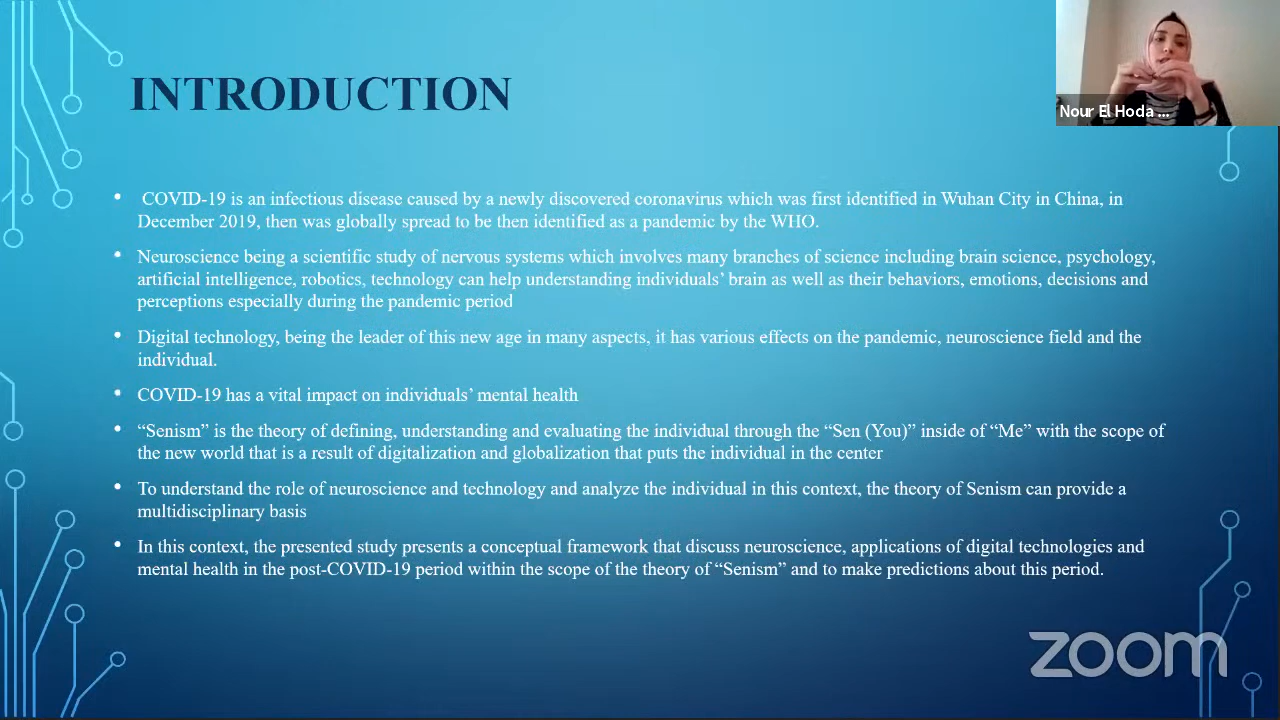 INTRODUCTION
Nour El Hoda ...
• COVID-19 is an infectious disease caused by a newly discovered coronavirus which was first identified in Wuhan City in China, in
December 2019, then was globally spread to be then identified as a pandemic by the WHO.
• Neuroscience being a scientific study of nervous systems which involves many branches of science including brain science, psychology,
artificial intelligence, robotics, technology can help understanding individuals’ brain as well as their behaviors, emotions, decisions and
perceptions especially during the pandemic period
• Digital technology, being the leader of this new age in many aspects, it has various effects on the pandemic, neuroscience field and the
individual.
• COVID-19 has a vital impact on individuals’ mental health
• “Senism” is the theory of defining, understanding and evaluating the individual through the “Sen (You)” inside of “Me” with the scope of
the new world that is a result of digitalization and globalization that puts the individual in the center
• To understand the role of neuroscience and technology and analyze the individual in this context, the theory of Senism can provide a
multidisciplinary basis
• In this context, the presented study presents a conceptual framework that discuss neuroscience, applications of digital technologies and
mental health in the post-COVID-19 period within the scope of the theory of “Senism” and to make predictions about this period.
zoom